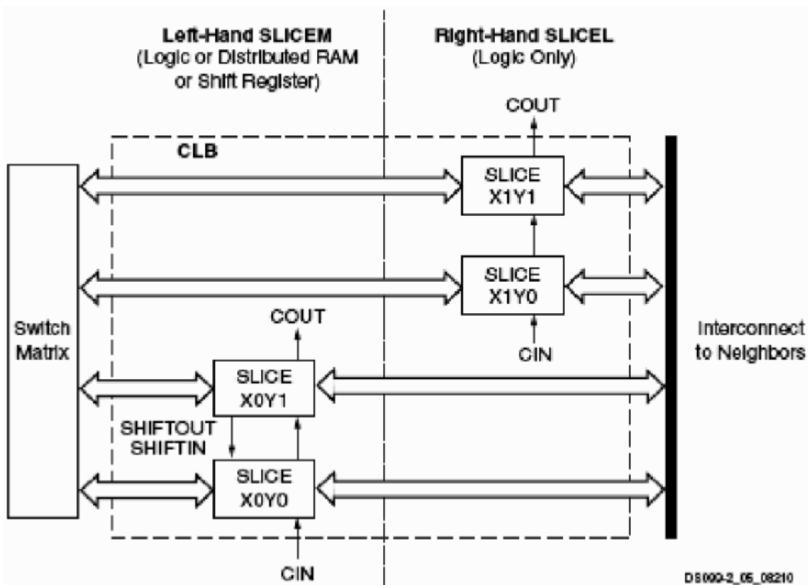 Left-Hand SLICEM
(Logic or Distributed RAM
or Shift Register)
Right-Hand SLICEL
(Logic Only)
COUT
CLB
SLICE
X1Y1
SLICE
X1Y0
Switch
Matrix
COUT
CIN
Interconnect
to Neighbors
SLICE
X0Y1
SHIFTOUT
SHIFTIN
SLICE
X0Y0
CIN
DS099-2_05_08210